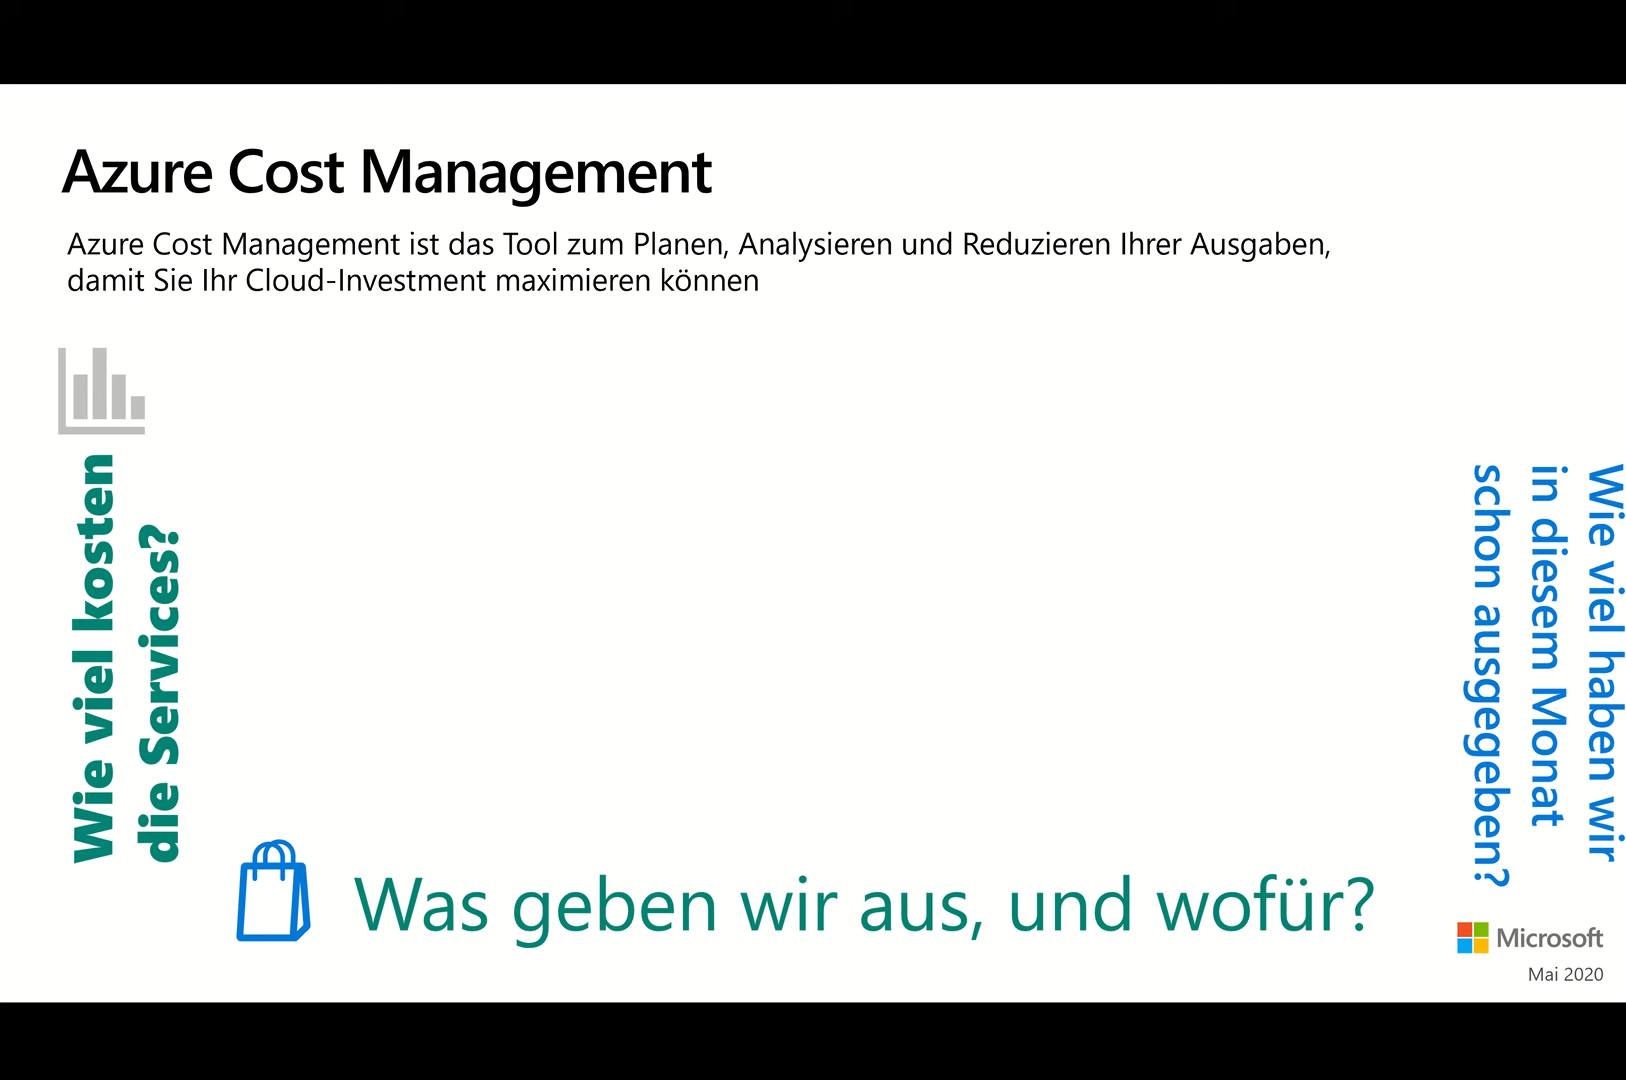 Azure Cost Management
Azure Cost Management ist das Tool zum Planen, Analysieren und Reduzieren Ihrer Ausgaben,
damit Sie Ihr Cloud-Investment maximieren können
Wie viel kosten
die Services?
Was geben wir aus, und wofür?
Wie viel haben wir
in diesem Monat
schon ausgegeben?
Microsoft
Mai 2020